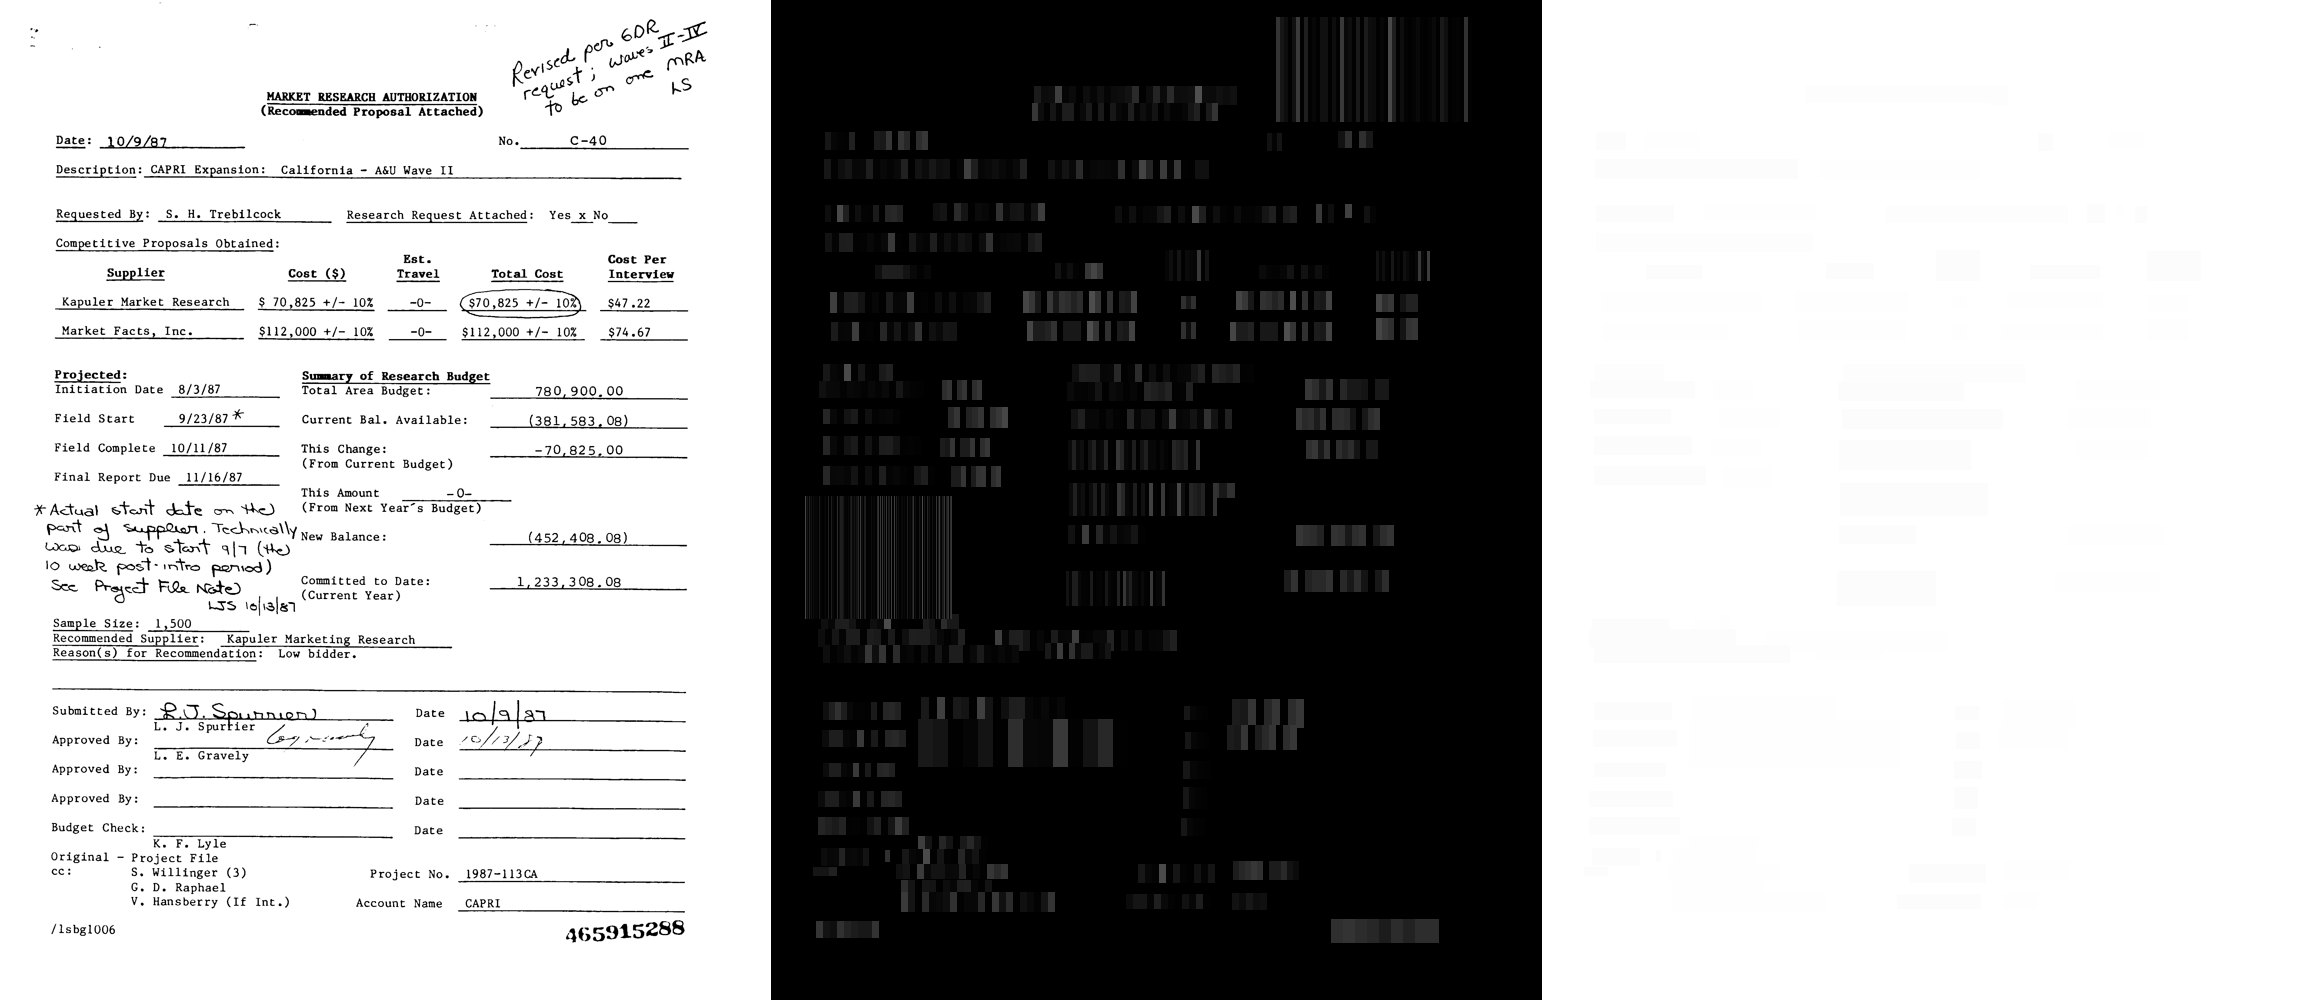 Revised per GDR
request; waves II-IV
to be on one MRA
LS
MARKET RESEARCH AUTHORIZATION
(Recommended Proposal Attached)
Date: 10/9/87 No. C-40
Description: CAPRI Expansion: California - A&U Wave II
Requested By: S. H. Trebilcock Research Request Attached: Yes x No
Competitive Proposals Obtained:
Est. Cost Per
Supplier Cost ($) Travel Total Cost Interview
Kapuler Market Research $ 70,825 +/- 10% -0- $70,825 +/- 10% $47.22
Market Facts, Inc. $112,000 +/- 10% -0- $112,000 +/- 10% $74.67
Projected: Summary of Research Budget
Initiation Date 8/3/87 Total Area Budget: 780,900.00
Field Start 9/23/87 * Current Bal. Available: (381,583.08)
Field Complete 10/11/87 This Change: -70,825.00
(From Current Budget)
Final Report Due 11/16/87
This Amount -0-
(From Next Year's Budget)
* Actual start date on the
part of supplier. Technically
was due to start 9/7 (the
10 week post-intro period)
See Project File Note
LJS 10/13/87
New Balance: (452,408.08)
Committed to Date: 1,233,308.08
(Current Year)
Sample Size: 1,500
Recommended Supplier: Kapuler Marketing Research
Reason(s) for Recommendation: Low bidder.
Submitted By: L.J. Spurrier Date 10/9/87
L. J. Spurrier
Approved By: Date 10/13/87
L. E. Gravely
Approved By: Date
Approved By: Date
Budget Check: Date
K. F. Lyle
Original - Project File
cc: S. Willinger (3) Project No. 1987-113CA
G. D. Raphael
V. Hansberry (If Int.) Account Name CAPRI
/lsbg1006
465915288